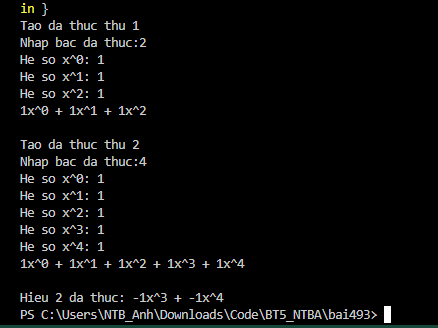 in }
Tao da thuc thu 1
Nhap bac da thuc:2
He so x^0: 1
He so x^1: 1
He so x^2: 1
1x^0 + 1x^1 + 1x^2
Tao da thuc thu 2
Nhap bac da thuc:4
He so x^0: 1
He so x^1: 1
He so x^2: 1
He so x^3: 1
He so x^4: 1
1x^0 + 1x^1 + 1x^2 + 1x^3 + 1x^4
Hieu 2 da thuc: -1x^3 + -1x^4
PS C:\Users\NTB_Anh\Downloads\Code\BT5_NTBA\bai493>